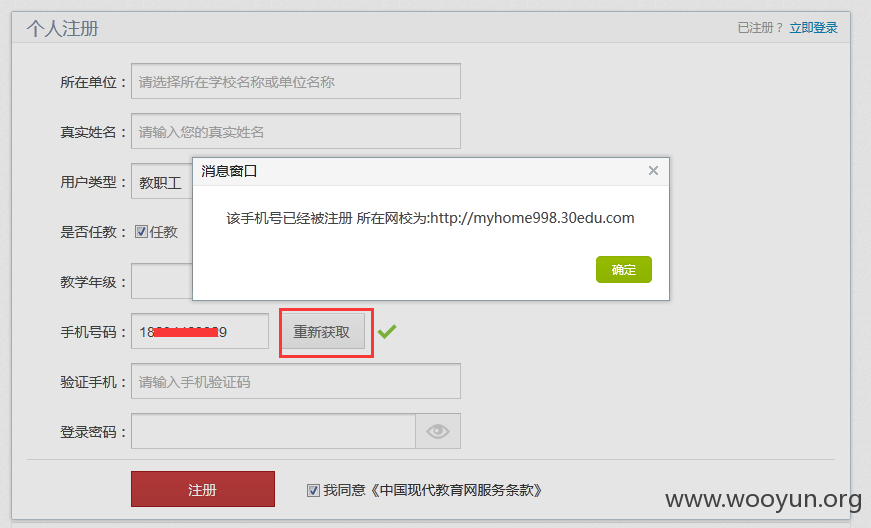 个人注册
已注册？ 立即登录
所在单位： 请选择所在学校名称或单位名称
真实姓名： 请输入您的真实姓名
消息窗口
用户类型： 教职工
该手机号已经被注册 所在网校为:http://myhome998.30edu.com
是否任教： 任教
确定
教学年级：
手机号码： 18 9 重新获取
验证手机： 请输入手机验证码
登录密码：
注册 我同意《中国现代教育网服务条款》
www.wooyun.org